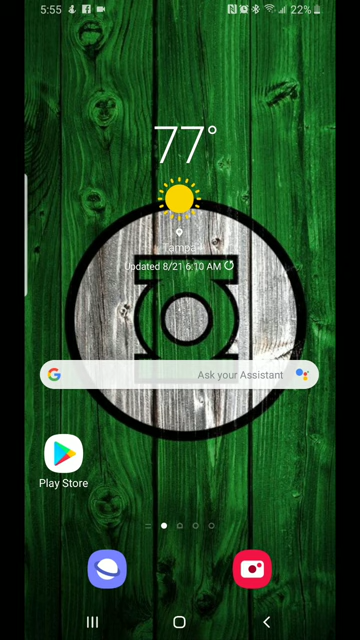 5:55
22%
77°
Tampa
Updated 8/21 6:10 AM
Ask your Assistant
Play Store